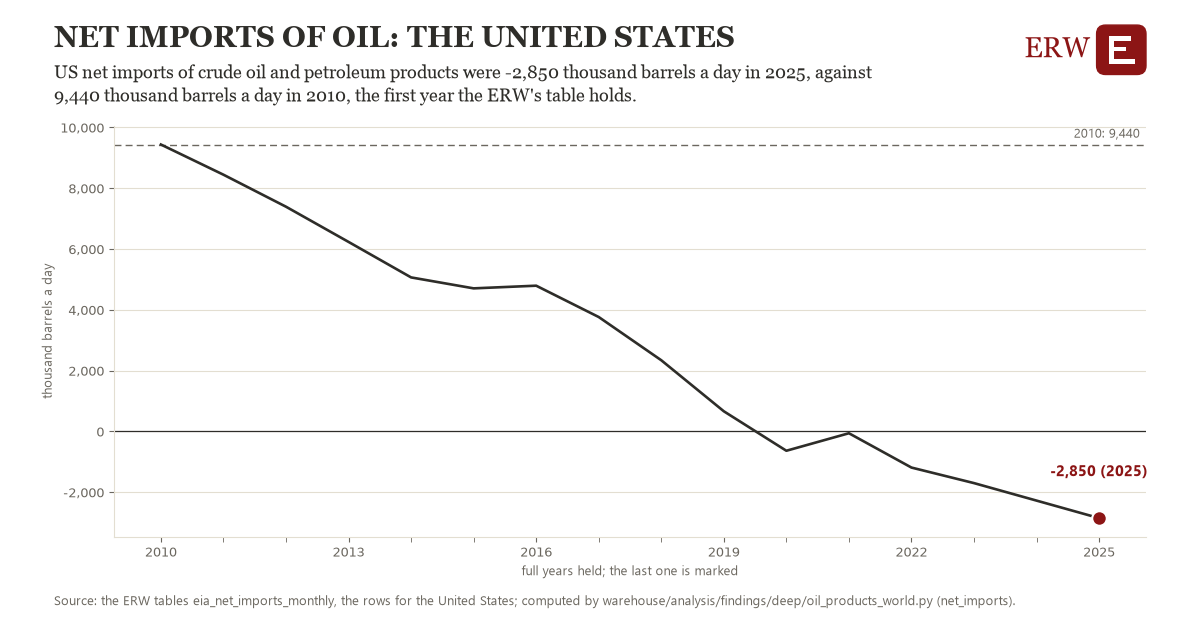 NET IMPORTS OF OIL: THE UNITED STATES
ERW E
US net imports of crude oil and petroleum products were -2,850 thousand barrels a day in 2025, against
9,440 thousand barrels a day in 2010, the first year the ERW's table holds.
10,000
2010: 9,440
8,000
6,000
4,000
2,000
0
-2,000
thousand barrels a day
-2,850 (2025)
2010 2013 2016 2019 2022 2025
full years held; the last one is marked
Source: the ERW tables eia_net_imports_monthly, the rows for the United States; computed by warehouse/analysis/findings/deep/oil_products_world.py (net_imports).